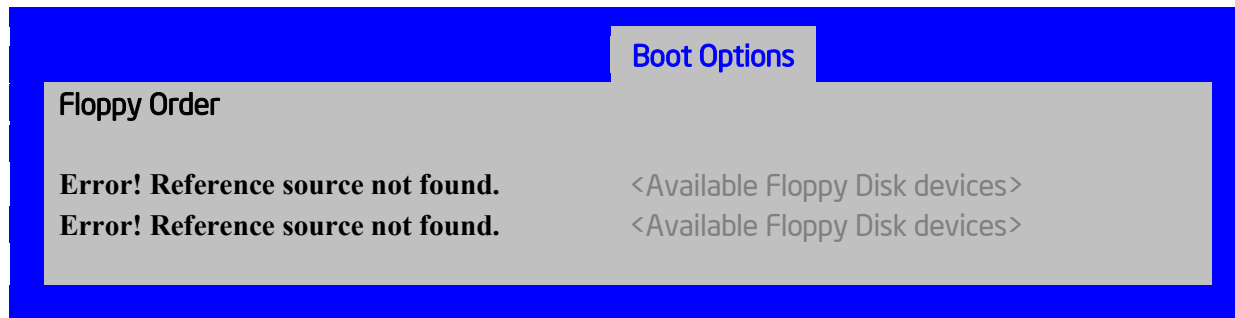 Boot Options
Floppy Order
Error! Reference source not found. <Available Floppy Disk devices>
Error! Reference source not found. <Available Floppy Disk devices>